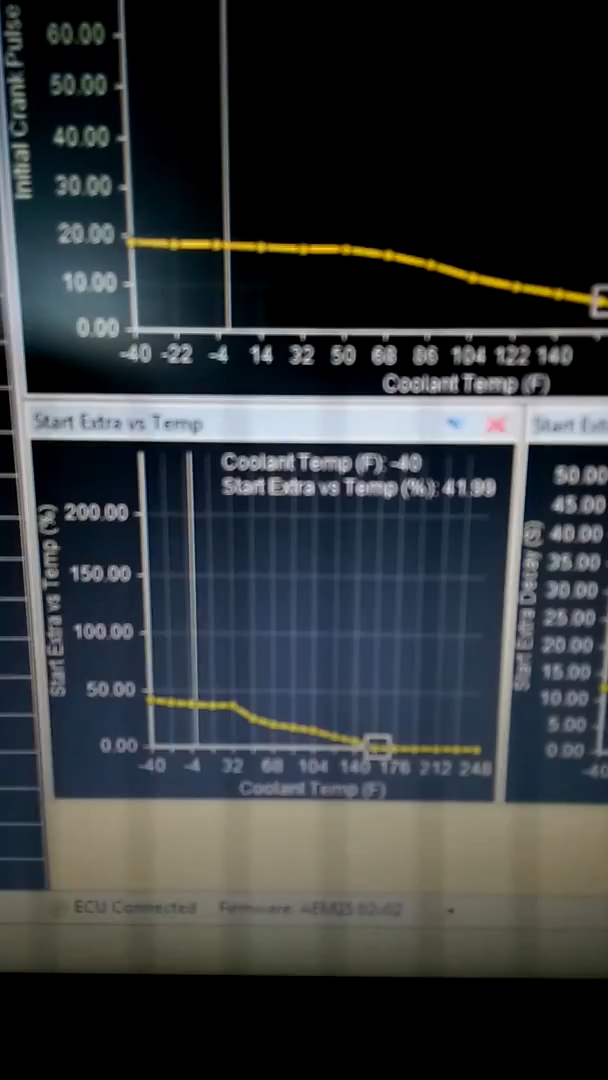 Initial Crank Pulse
60.00
50.00
40.00
30.00
20.00
10.00
0.00
-40 -22 -4 14 32 50 68 86 104 122 140
Coolant Temp (F)
Start Extra vs Temp
Start Ext
Coolant Temp (F): -40
Start Extra vs Temp (%): 41.99
Start Extra vs Temp (%)
200.00
150.00
100.00
50.00
0.00
-40 -4 32 68 104 140 176 212 248
Coolant Temp (F)
Start Extra Decay (S)
50.00
45.00
40.00
35.00
30.00
25.00
20.00
15.00
10.00
5.00
0.00
-40
ECU Connected Firmware: